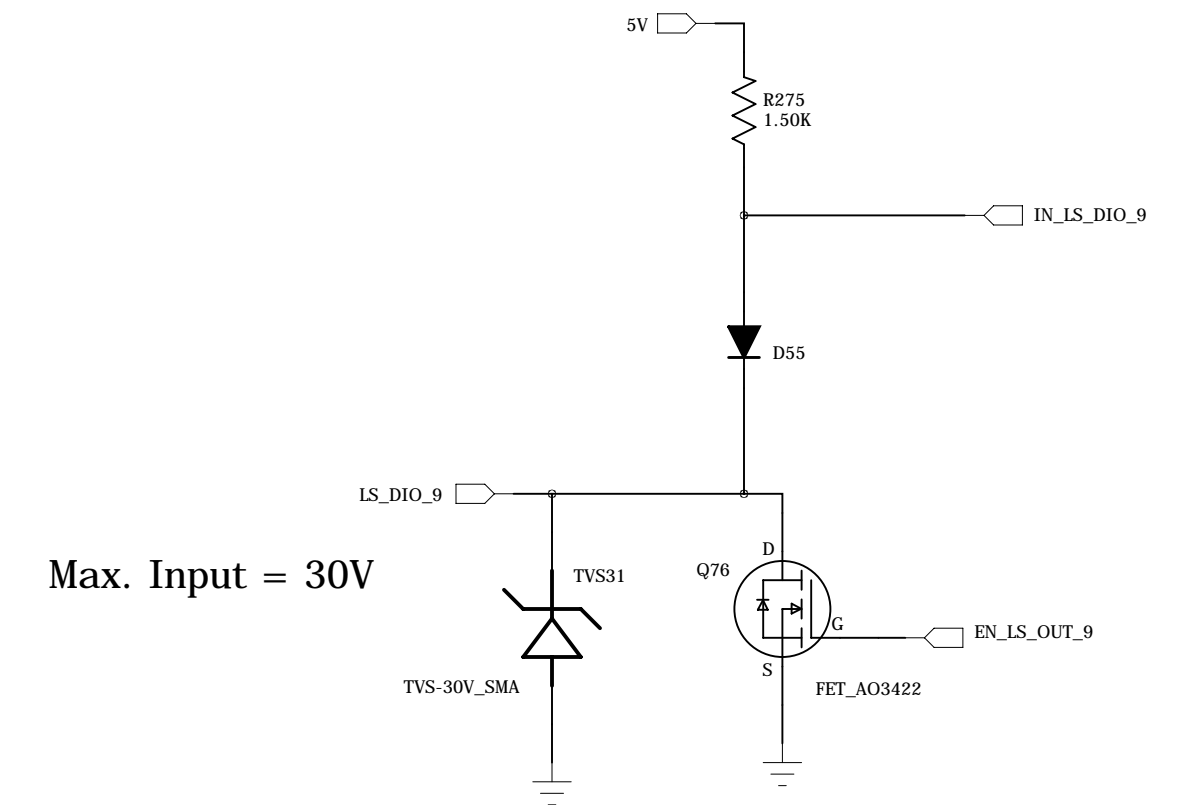 5V
R275
1.50K
IN_LS_DIO_9
D55
LS_DIO_9
D
Q76
TVS31
Max. Input = 30V
G
EN_LS_OUT_9
S
TVS-30V_SMA
FET_AO3422